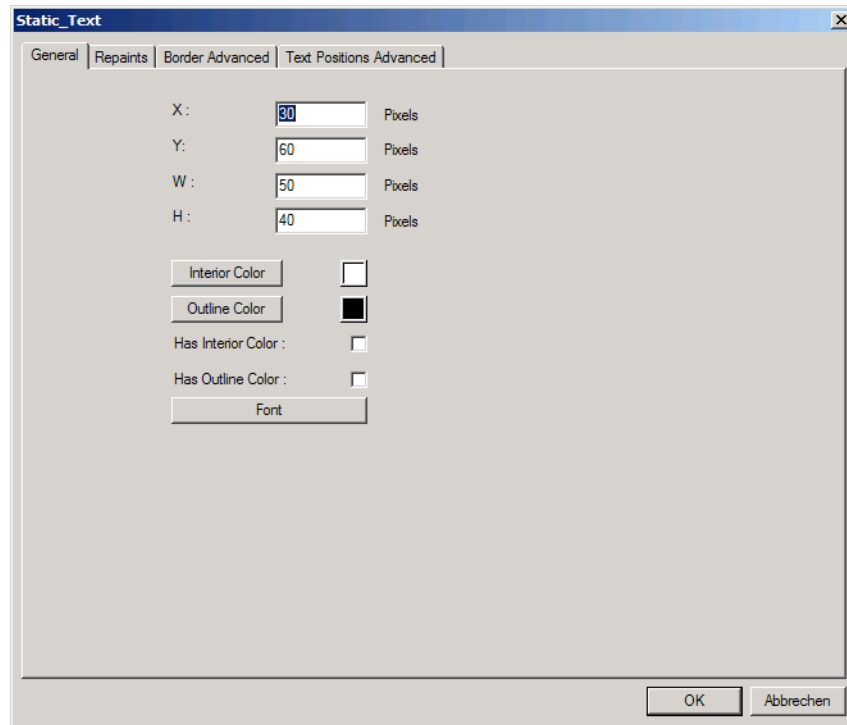 Static_Text
General Repaints Border Advanced Text Positions Advanced
X : 30 Pixels
Y: 60 Pixels
W : 50 Pixels
H : 40 Pixels
Interior Color
Outline Color
Has Interior Color :
Has Outline Color :
Font
OK Abbrechen